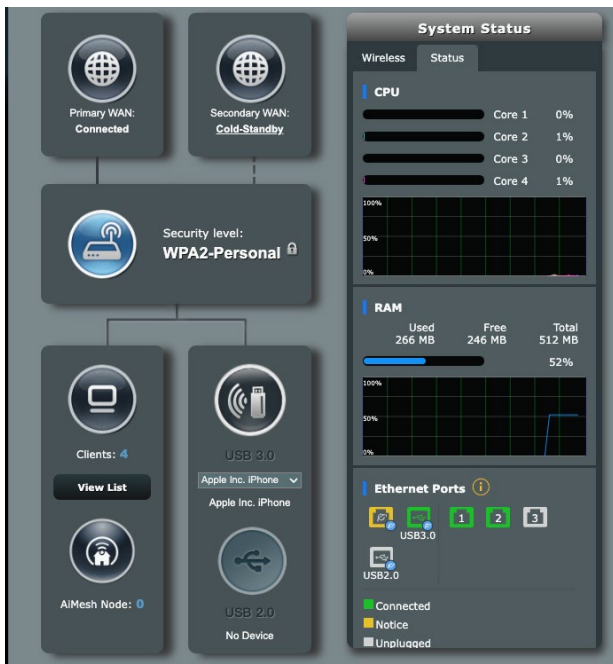 Primary WAN:
Connected
Secondary WAN:
Cold-Standby
Security level:
WPA2-Personal
Clients: 4
View List
AiMesh Node: 0
USB 3.0
Apple Inc. iPhone
Apple Inc. iPhone
USB 2.0
No Device
System Status
Wireless Status
CPU
Core 1 0%
Core 2 1%
Core 3 0%
Core 4 1%
100%
50%
0%
RAM
Used Free Total
266 MB 246 MB 512 MB
52%
100%
50%
0%
Ethernet Ports
1 2 3
USB3.0
USB2.0
Connected
Notice
Unplugged